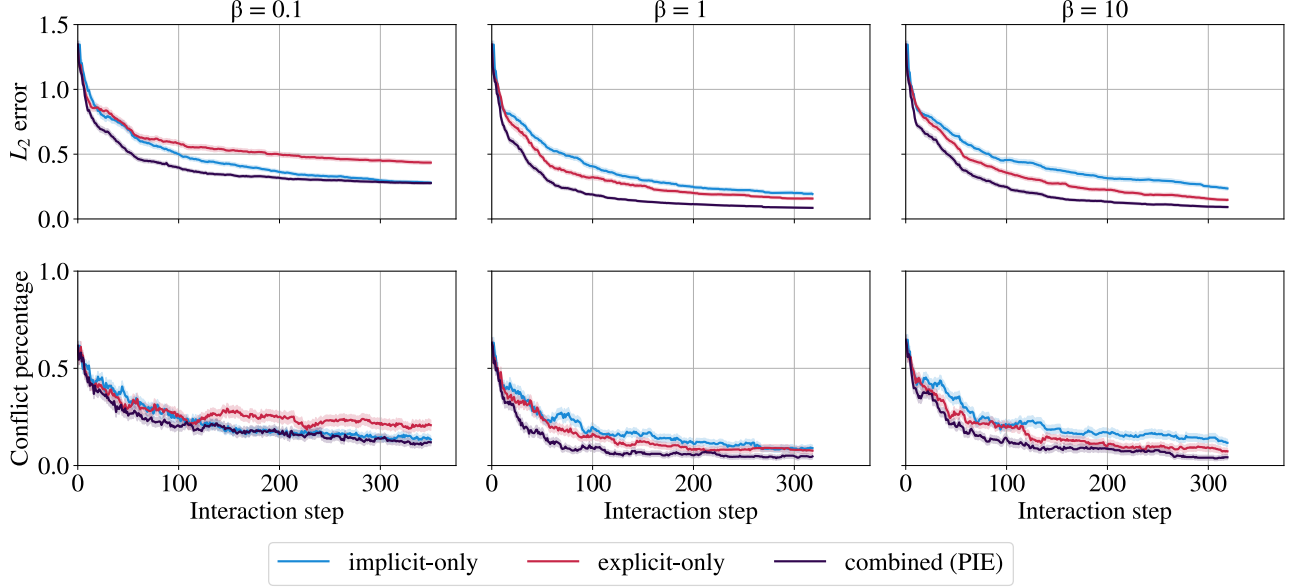 β = 0.1 β = 1 β = 10
1.5
1.0
0.5
0.0
L2 error
1.0
0.5
0.0
Conflict percentage
0 100 200 300 0 100 200 300 0 100 200 300
Interaction step Interaction step Interaction step
implicit-only explicit-only combined (PIE)